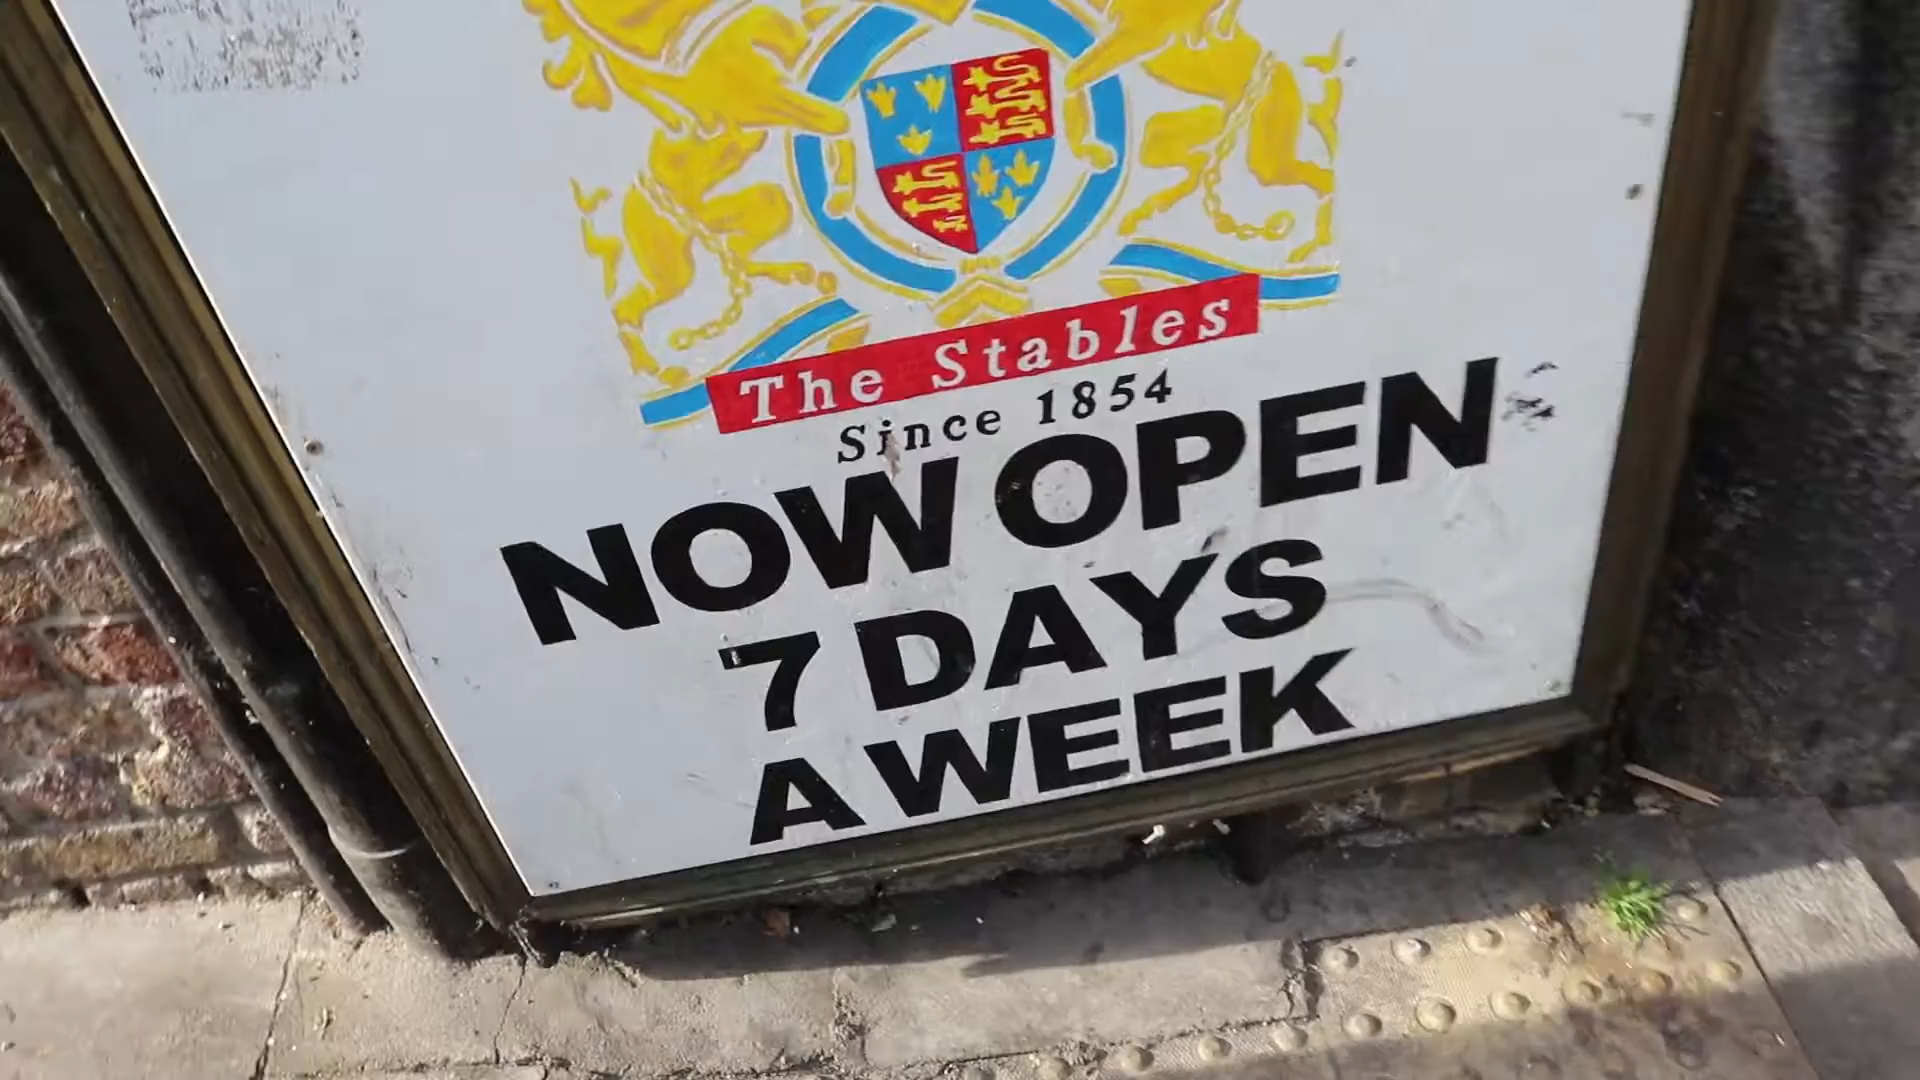 The Stables
Since 1854
NOW OPEN
7 DAYS
A WEEK